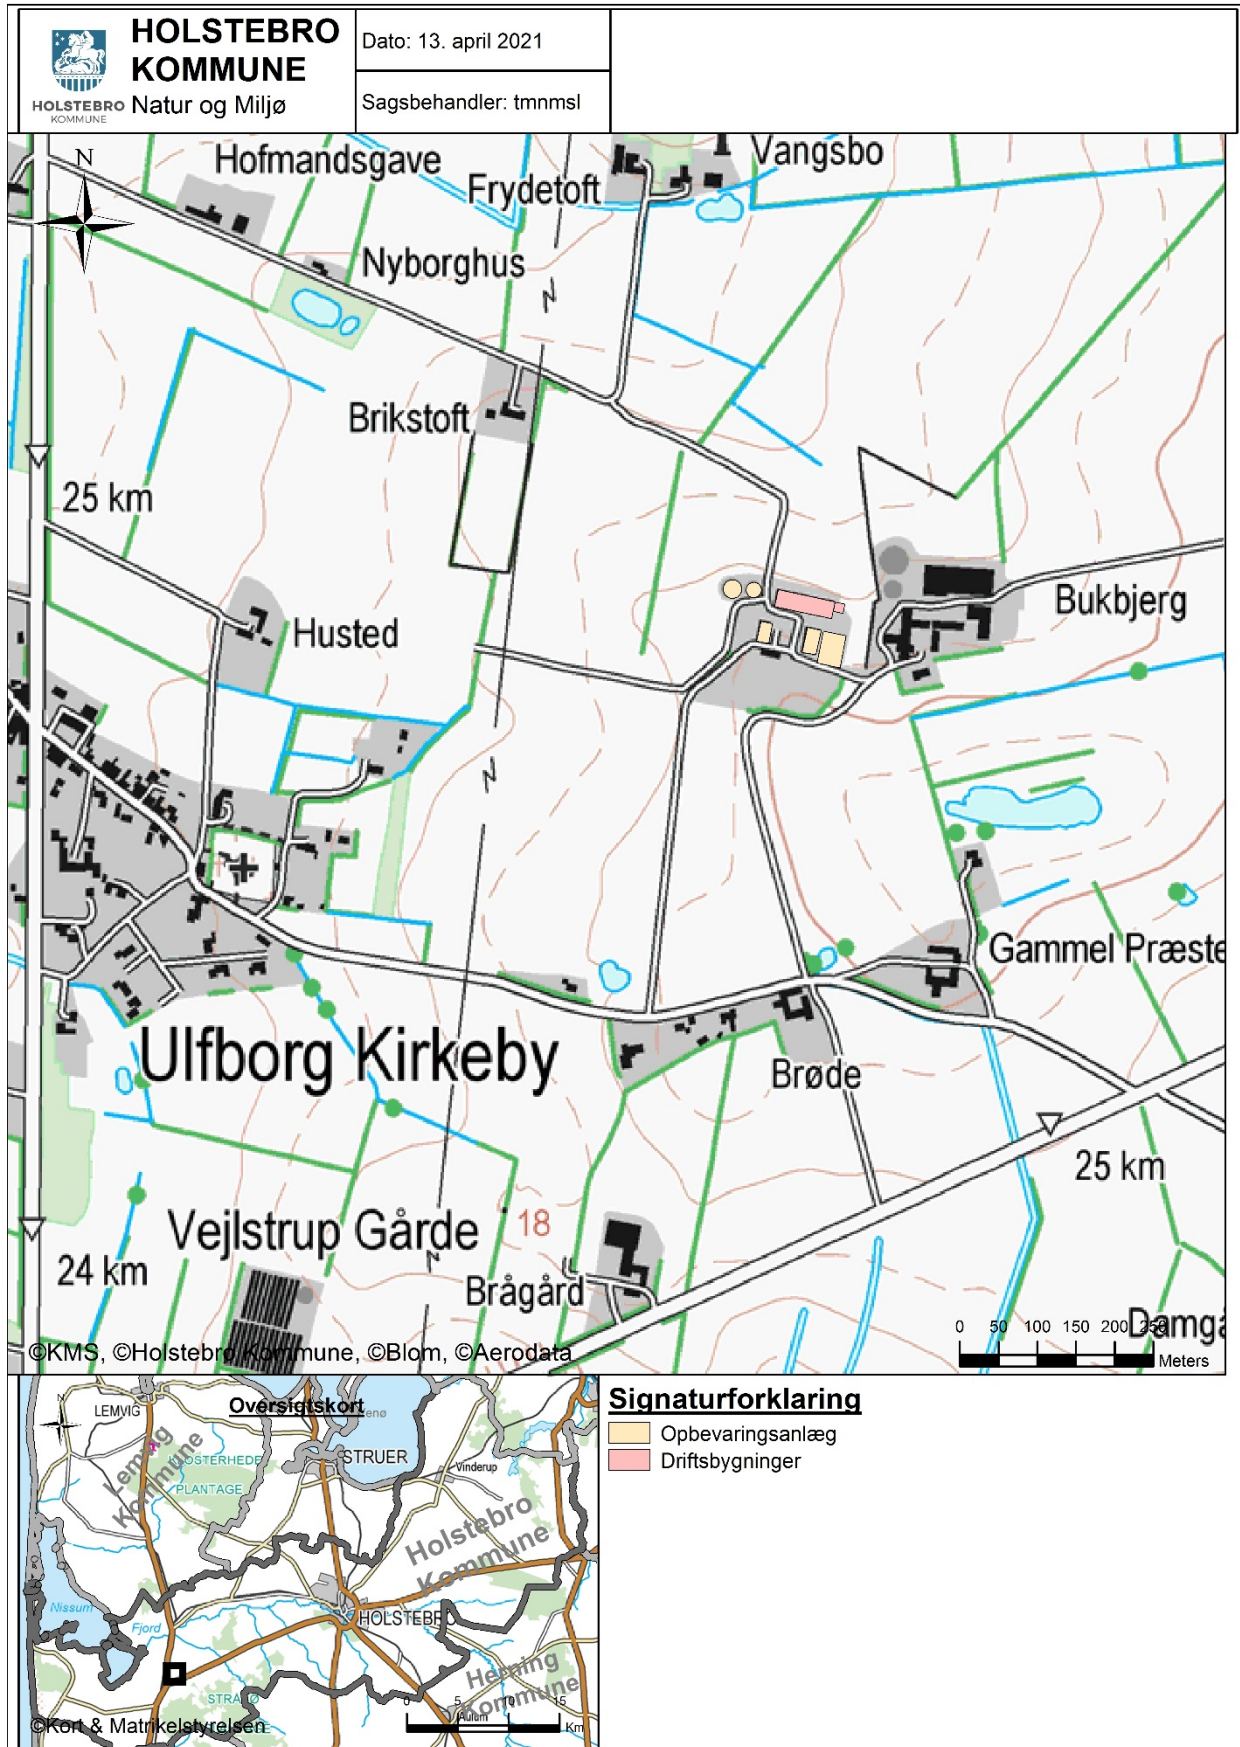 HOLSTEBRO
KOMMUNE
Natur og Miljø
HOLSTEBRO
KOMMUNE
Dato: 13. april 2021
Sagsbehandler: tmnmsl
N
Hofmandsgave
Frydetoft
Vangsbo
Nyborghus
Brikstoft
25 km
Husted
Bukbjerg
Gammel Præste
Ulfborg Kirkeby
Brøde
25 km
Vejlstrup Gårde
18
24 km
Brågård
Damgå
0 50 100 150 200 250
Meters
©KMS, ©Holstebro Kommune, ©Blom, ©Aerodata
Oversigtskort
N
LEMVIG
Lemvig
Kommune
KLOSTERHEDE
PLANTAGE
STRUER
Vinderup
Holstebro
Kommune
Nissum
Fjord
HOLSTEBRO
Herning
Kommune
Aulum
0 5 10 15
Km
©Kort & Matrikelstyrelsen
Signaturforklaring
Opbevaringsanlæg
Driftsbygninger